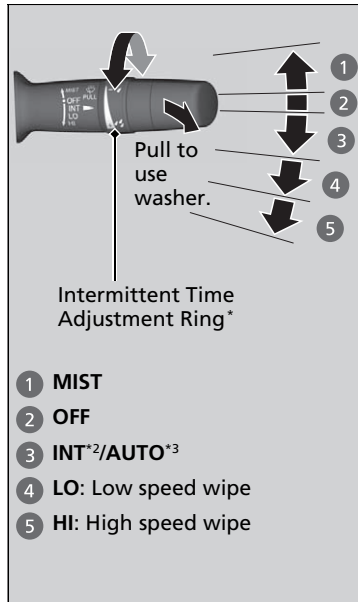 MIST
OFF
INT
LO
HI
PULL
1
2
3
4
5
Pull to
use
washer.
Intermittent Time
Adjustment Ring*
1 MIST
2 OFF
3 INT*2/AUTO*3
4 LO: Low speed wipe
5 HI: High speed wipe